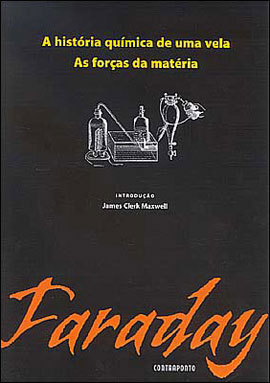 A história química de uma vela
As forças da matéria
INTRODUÇÃO
James Clerk Maxwell
Faraday
CONTRAPONTO